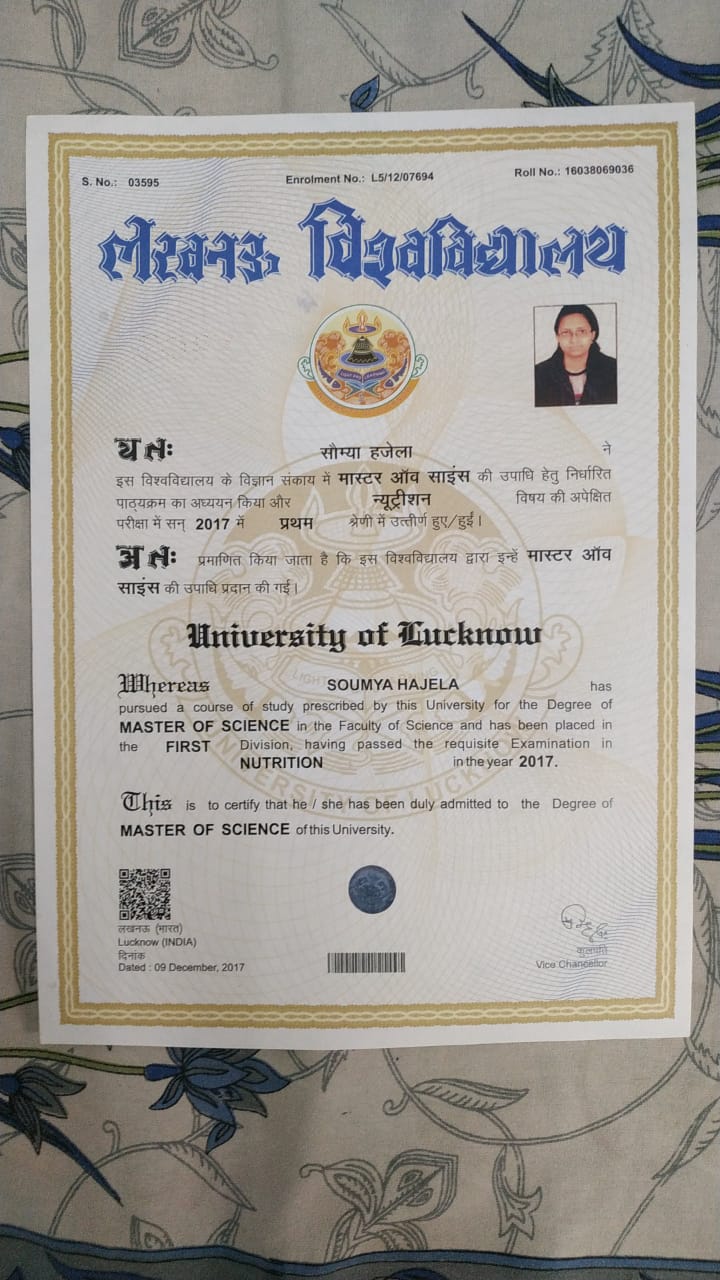 S. No.: 03595 Enrolment No.: L5/12/07694 Roll No.: 16038069036
लखनऊ विश्वविद्यालय
LIGHT AND LEARNING
यतः सौम्या हजेला ने
इस विश्वविद्यालय के विज्ञान संकाय में मास्टर ऑव साइंस की उपाधि हेतु निर्धारित
पाठ्यक्रम का अध्ययन किया और न्यूट्रीशन विषय की अपेक्षित
परीक्षा में सन् 2017 में प्रथम श्रेणी में उत्तीर्ण हुए/हुईं।
अतः प्रमाणित किया जाता है कि इस विश्वविद्यालय द्वारा इन्हें मास्टर ऑव
साइंस की उपाधि प्रदान की गई।
University of Lucknow
Whereas SOUMYA HAJELA has
pursued a course of study prescribed by this University for the Degree of
MASTER OF SCIENCE in the Faculty of Science and has been placed in
the FIRST Division, having passed the requisite Examination in
NUTRITION in the year 2017.
This is to certify that he / she has been duly admitted to the Degree of
MASTER OF SCIENCE of this University.
लखनऊ (भारत)
Lucknow (INDIA)
दिनांक
Dated : 09 December, 2017
कुलपति
Vice Chancellor